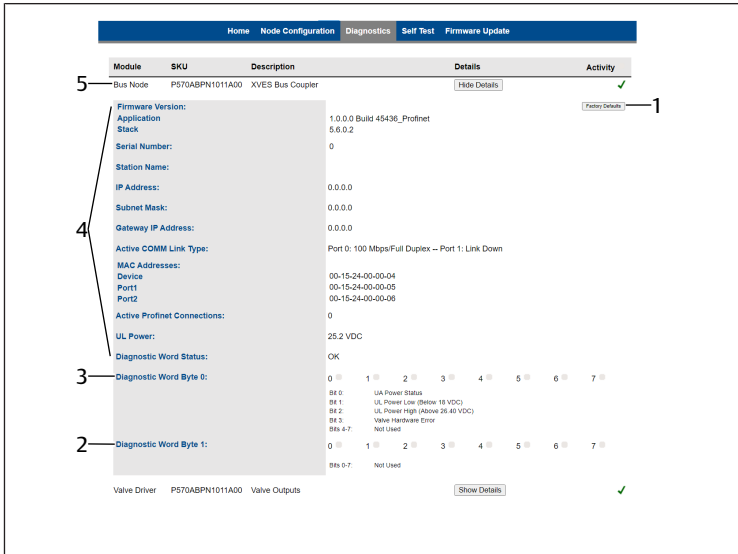 Home Node Configuration Diagnostics Self Test Firmware Update
Module SKU Description Details Activity
5 Bus Node P570ABPN1011A00 XVES Bus Coupler Hide Details ✓
Firmware Version: Factory Defaults 1
Application 1.0.0.0 Build 45436_Profinet
Stack 5.6.0.2
Serial Number: 0
Station Name:
IP Address: 0.0.0.0
Subnet Mask: 0.0.0.0
4 Gateway IP Address: 0.0.0.0
Active COMM Link Type: Port 0: 100 Mbps/Full Duplex -- Port 1: Link Down
MAC Addresses:
Device 00-15-24-00-00-04
Port1 00-15-24-00-00-05
Port2 00-15-24-00-00-06
Active Profinet Connections: 0
UL Power: 25.2 VDC
Diagnostic Word Status: OK
3 Diagnostic Word Byte 0: 0 1 2 3 4 5 6 7
Bit 0: UA Power Status
Bit 1: UL Power Low (Below 18 VDC)
Bit 2: UL Power High (Above 26.40 VDC)
Bit 3: Valve Hardware Error
Bits 4-7: Not Used
2 Diagnostic Word Byte 1: 0 1 2 3 4 5 6 7
Bits 0-7: Not Used
Valve Driver P570ABPN1011A00 Valve Outputs Show Details ✓